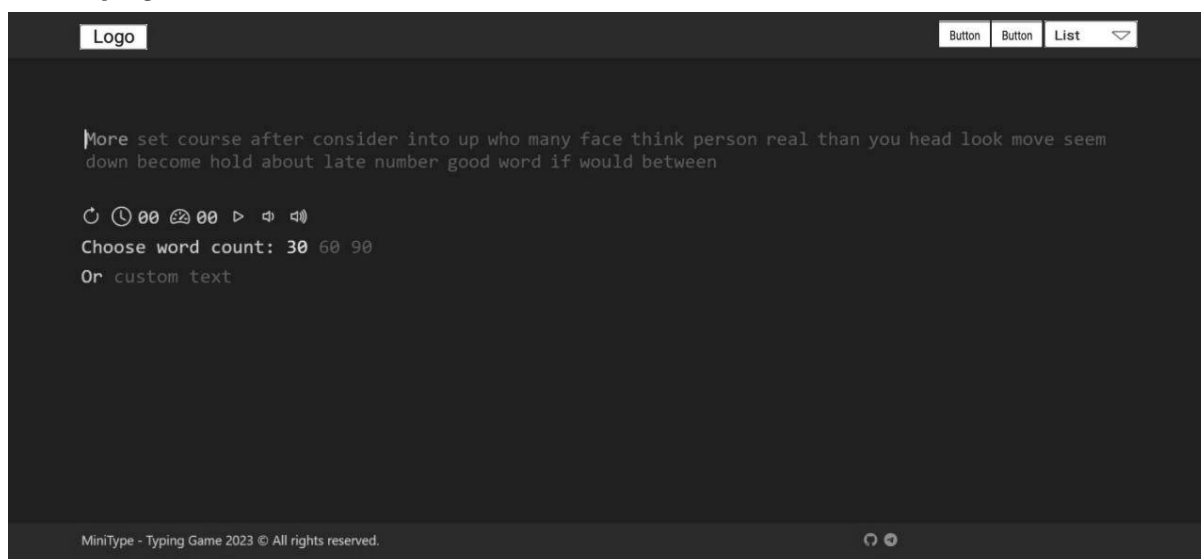 Logo
Button Button List
More set course after consider into up who many face think person real than you head look move seem
down become hold about late number good word if would between
00 00
Choose word count: 30 60 90
Or custom text
MiniType - Typing Game 2023 © All rights reserved.